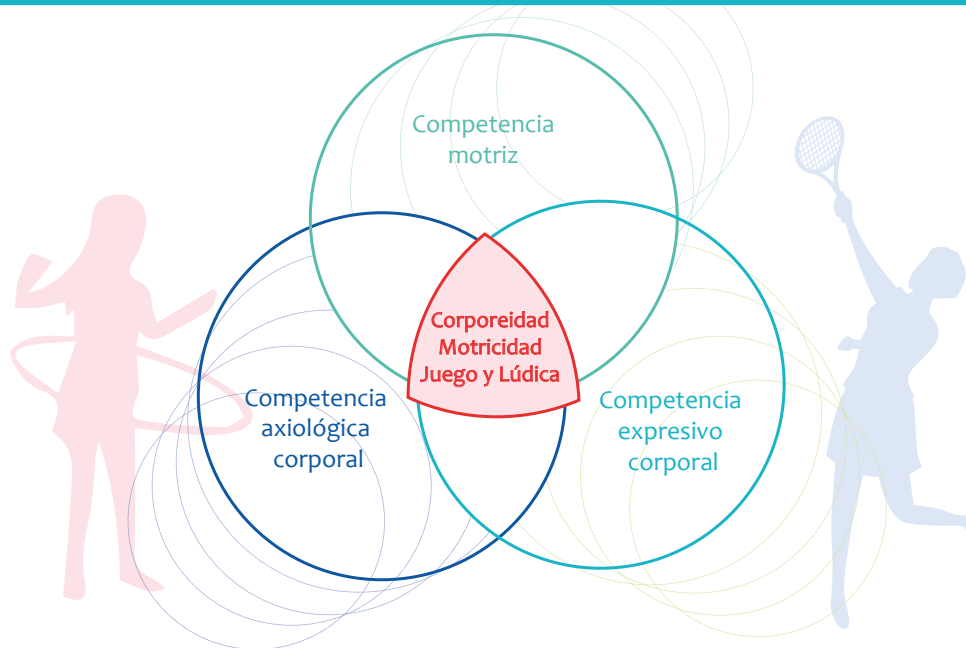 Competencia
motriz
Corporeidad
Motricidad
Juego y Lúdica
Competencia
axiológica
corporal
Competencia
expresivo
corporal